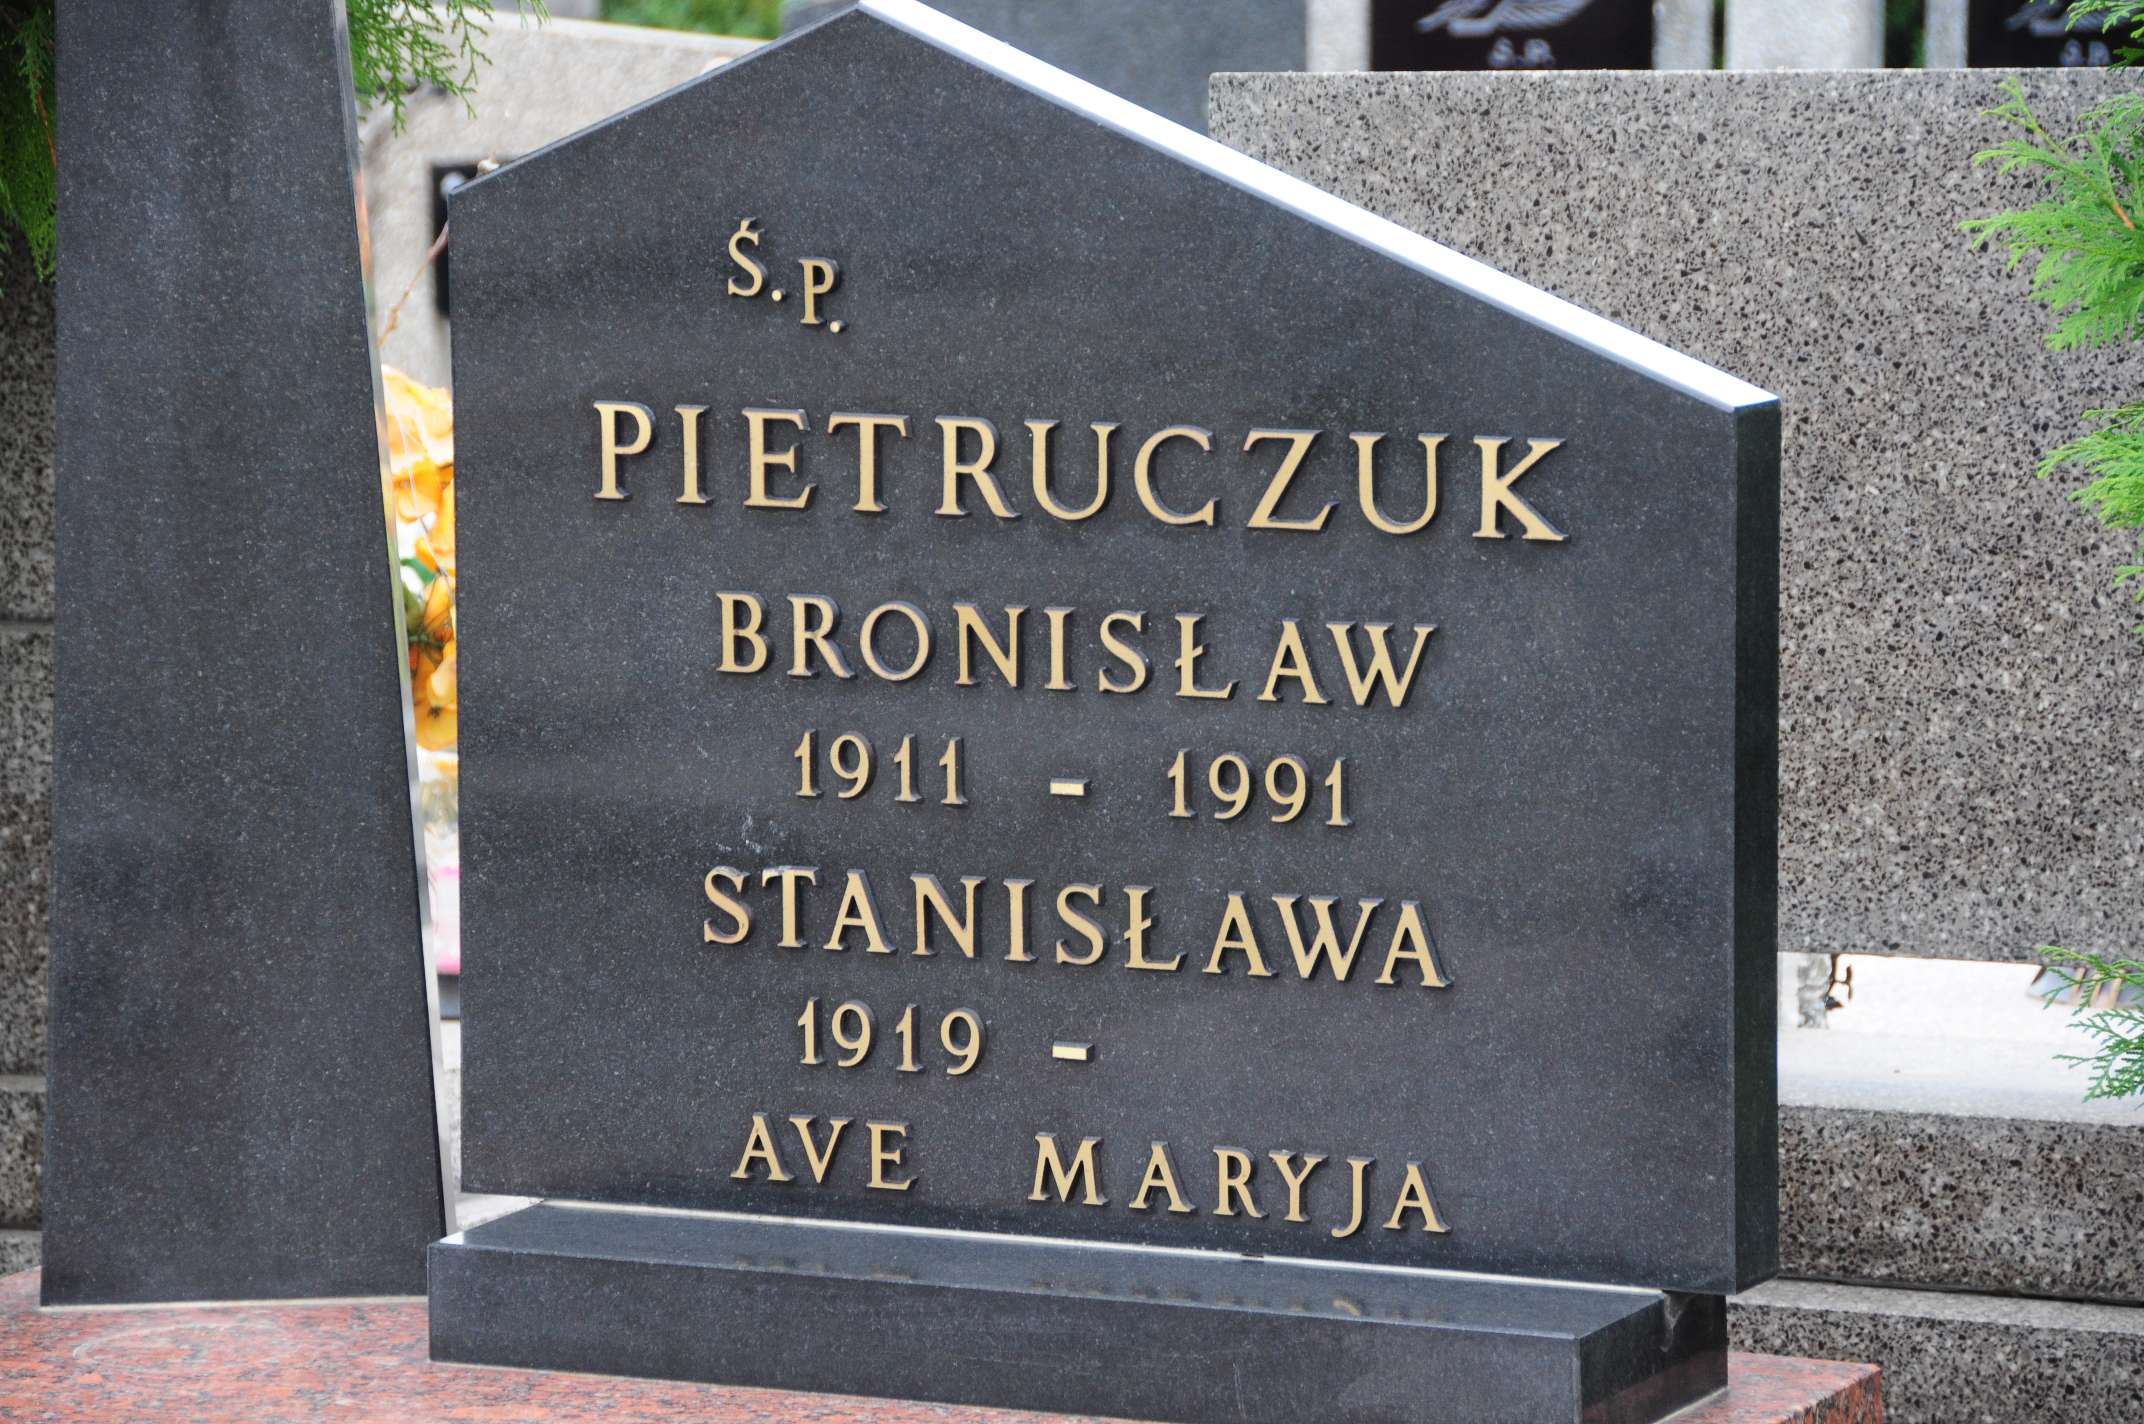 Ś.P.
Ś.P.
Ś.P.
PIETRUCZUK
BRONISŁAW
1911 - 1991
STANISŁAWA
1919 -
AVE MARYJA